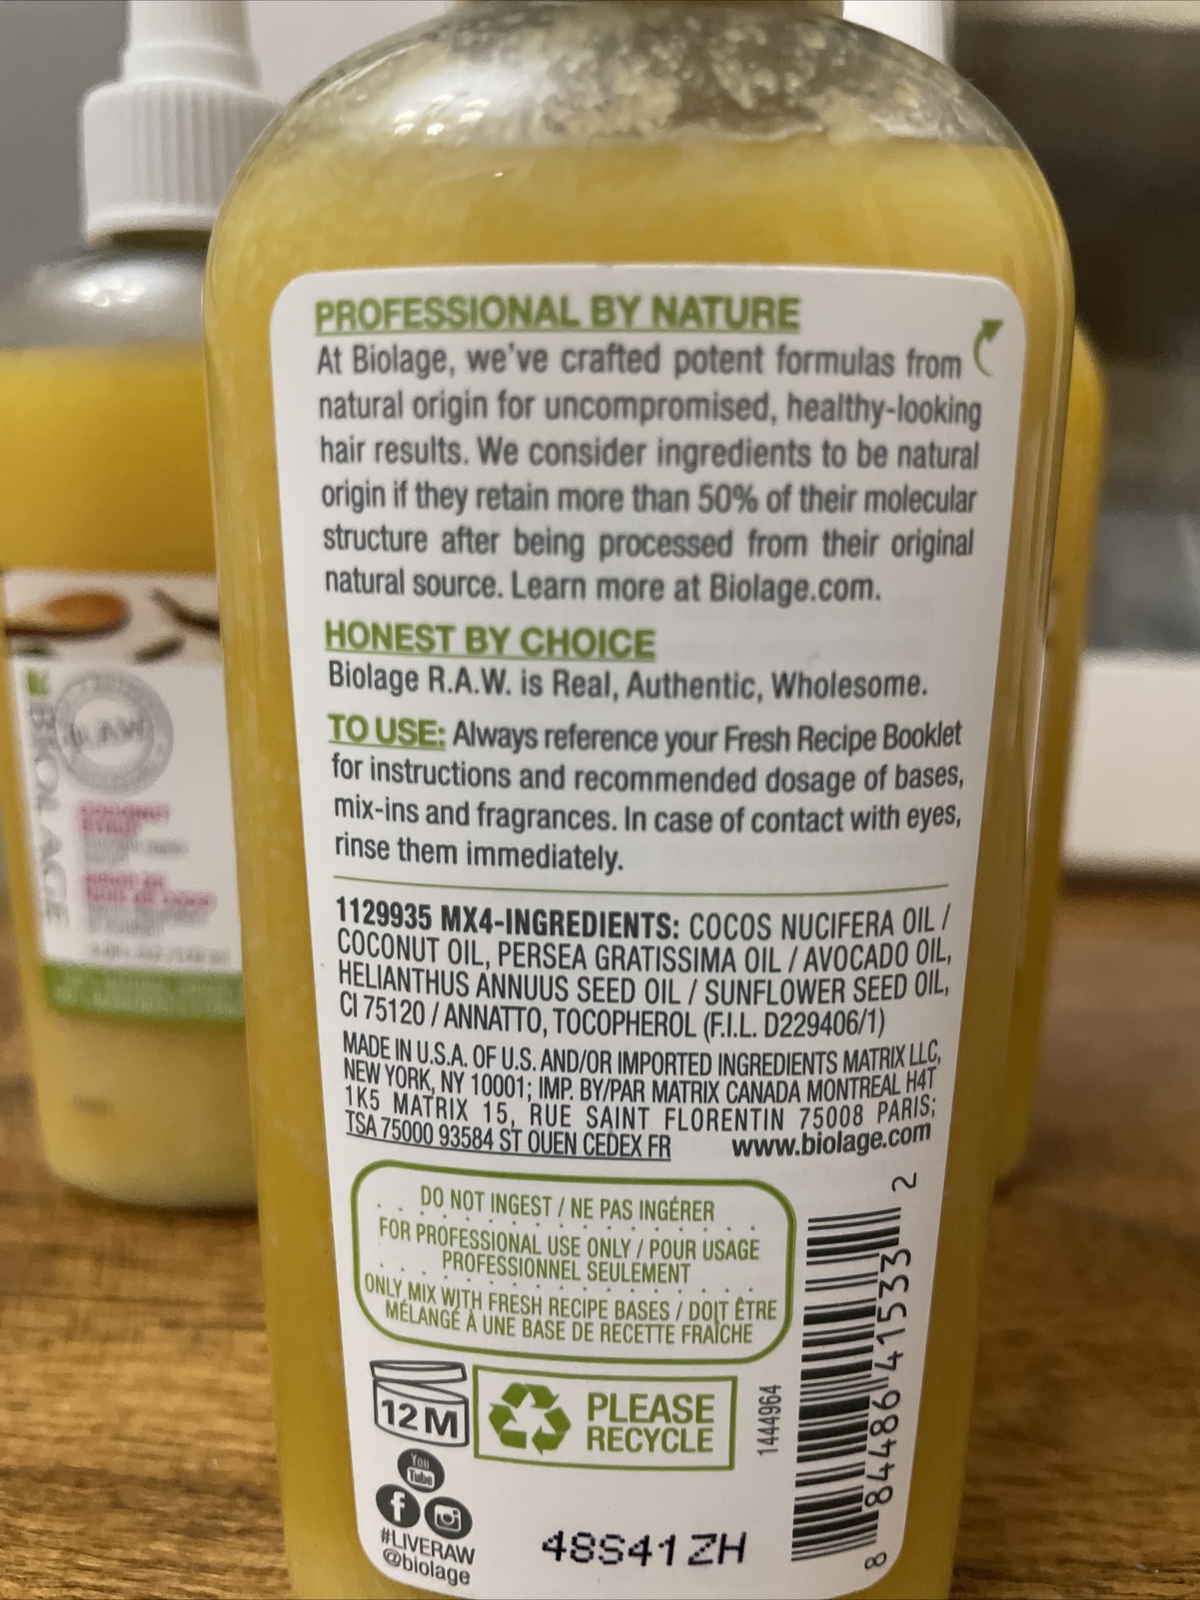 PROFESSIONAL BY NATURE
At Biolage, we've crafted potent formulas from
natural origin for uncompromised, healthy-looking
hair results. We consider ingredients to be natural
origin if they retain more than 50% of their molecular
structure after being processed from their original
natural source. Learn more at Biolage.com.
HONEST BY CHOICE
Biolage R.A.W. is Real, Authentic, Wholesome.
TO USE: Always reference your Fresh Recipe Booklet
for instructions and recommended dosage of bases,
mix-ins and fragrances. In case of contact with eyes,
rinse them immediately.
1129935 MX4-INGREDIENTS: COCOS NUCIFERA OIL /
COCONUT OIL, PERSEA GRATISSIMA OIL / AVOCADO OIL,
HELIANTHUS ANNUUS SEED OIL / SUNFLOWER SEED OIL,
CI 75120 / ANNATTO, TOCOPHEROL (F.I.L. D229406/1)
MADE IN U.S.A. OF U.S. AND/OR IMPORTED INGREDIENTS MATRIX LLC,
NEW YORK, NY 10001; IMP. BY/PAR MATRIX CANADA MONTREAL H4T
1K5 MATRIX 15, RUE SAINT FLORENTIN 75008 PARIS;
TSA 75000 93584 ST OUEN CEDEX FR www.biolage.com
DO NOT INGEST / NE PAS INGÉRER
FOR PROFESSIONAL USE ONLY / POUR USAGE
PROFESSIONNEL SEULEMENT
ONLY MIX WITH FRESH RECIPE BASES / DOIT ÊTRE
MÉLANGÉ À UNE BASE DE RECETTE FRAÎCHE
12 M
PLEASE
RECYCLE
1444964
8 84486 41533 2
You
Tube
#LIVERAW
@biolage
48S41ZH
BIOLAGE
RAW
COCONUT